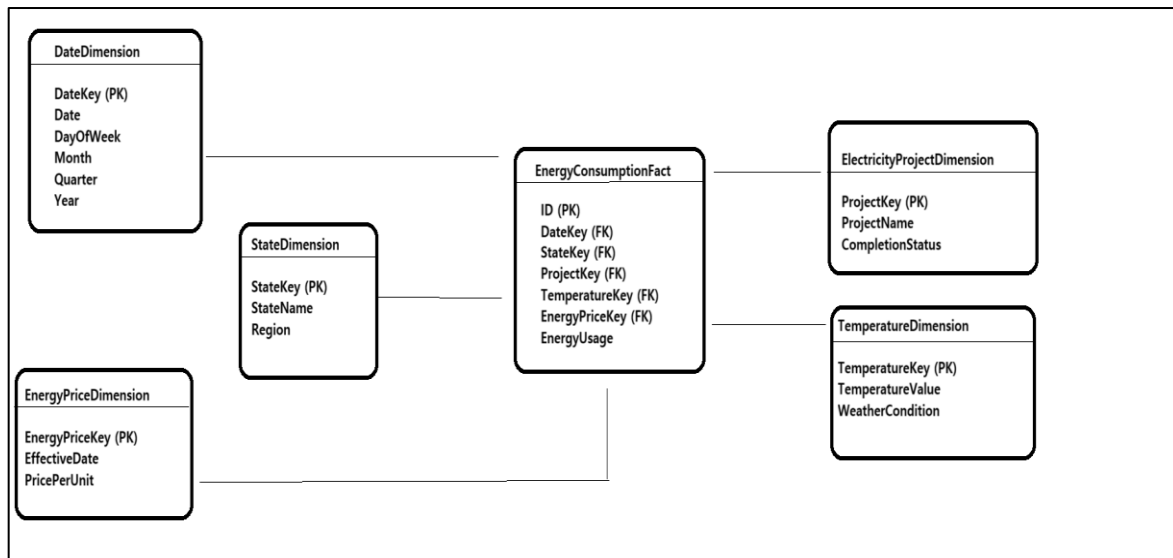 DateDimension
DateKey (PK)
Date
DayOfWeek
Month
Quarter
Year
StateDimension
StateKey (PK)
StateName
Region
EnergyPriceDimension
EnergyPriceKey (PK)
EffectiveDate
PricePerUnit
EnergyConsumptionFact
ID (PK)
DateKey (FK)
StateKey (FK)
ProjectKey (FK)
TemperatureKey (FK)
EnergyPriceKey (FK)
EnergyUsage
ElectricityProjectDimension
ProjectKey (PK)
ProjectName
CompletionStatus
TemperatureDimension
TemperatureKey (PK)
TemperatureValue
WeatherCondition